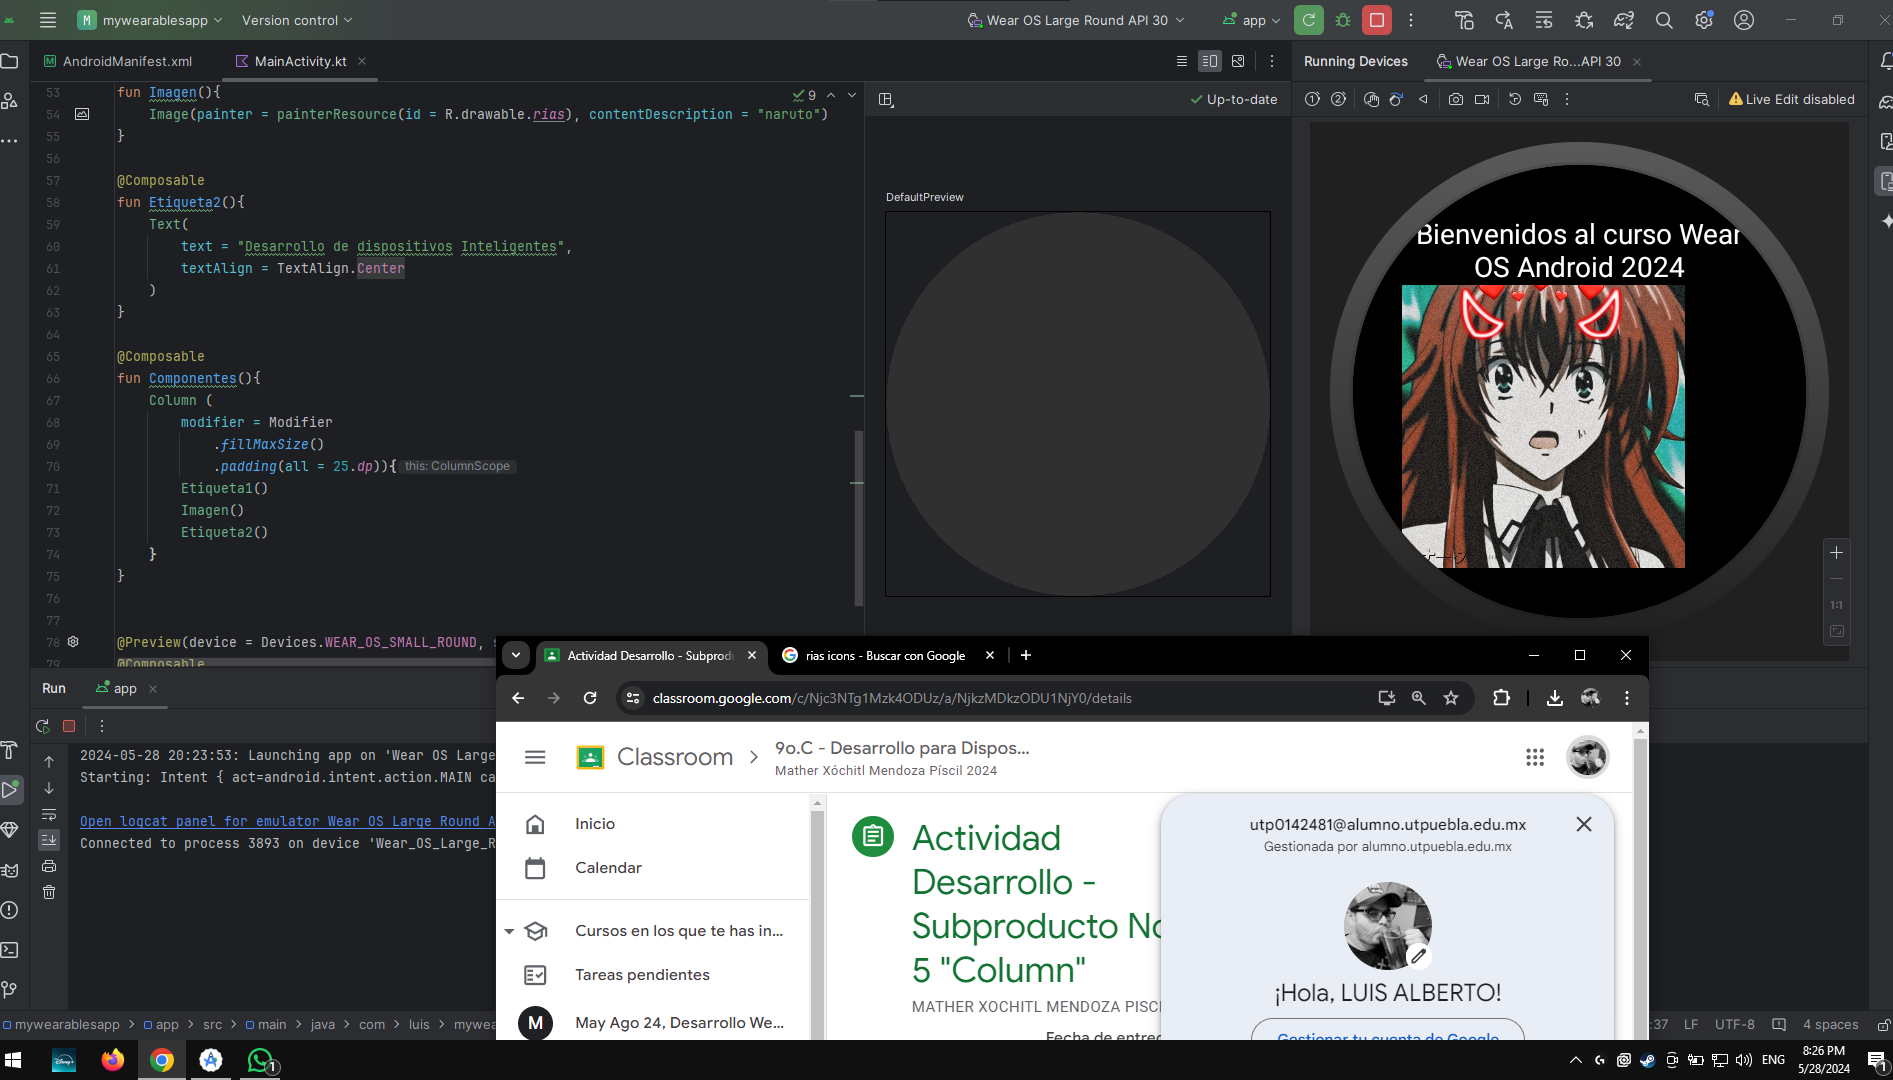 M mywearablesapp Version control Wear OS Large Round API 30 app
AndroidManifest.xml MainActivity.kt
Running Devices Wear OS Large Ro...API 30
9
Up-to-date
Live Edit disabled
53 fun Imagen(){
54 Image(painter = painterResource(id = R.drawable.rias), contentDescription = "naruto")
55 }
56
57 @Composable
58 fun Etiqueta2(){
59 Text(
60 text = "Desarrollo de dispositivos Inteligentes",
61 textAlign = TextAlign.Center
62 )
63 }
64
65 @Composable
66 fun Componentes(){
67 Column (
68 modifier = Modifier
69 .fillMaxSize()
70 .padding(all = 25.dp)){ this: ColumnScope
71 Etiqueta1()
72 Imagen()
73 Etiqueta2()
74 }
75 }
76
77
78 @Preview(device = Devices.WEAR_OS_SMALL_ROUND, s
79 @Composable
DefaultPreview
Bienvenidos al curso Wear
OS Android 2024
1:1
Run app
2024-05-28 20:23:53: Launching app on 'Wear OS Large
Starting: Intent { act=android.intent.action.MAIN ca
Open logcat panel for emulator Wear OS Large Round A
Connected to process 3893 on device 'Wear_OS_Large_R
mywearablesapp app src main java com luis mywea
:37 LF UTF-8 4 spaces
Actividad Desarrollo - Subprodu
rias icons - Buscar con Google
classroom.google.com/c/Njc3NTg1Mzk4ODUz/a/NjkzMDkzODU1NjY0/details
Classroom
9o.C - Desarrollo para Dispos...
Mather Xóchitl Mendoza Píscil 2024
Inicio
Calendar
Cursos en los que te has in...
Tareas pendientes
M May Ago 24, Desarrollo We...
Actividad
Desarrollo -
Subproducto No
5 "Column"
MATHER XOCHITL MENDOZA PISCI
Fecha de entreg
utp0142481@alumno.utpuebla.edu.mx
Gestionada por alumno.utpuebla.edu.mx
¡Hola, LUIS ALBERTO!
Gestionar tu cuenta de Google
Disney+
1
ENG
8:26 PM
5/28/2024
1